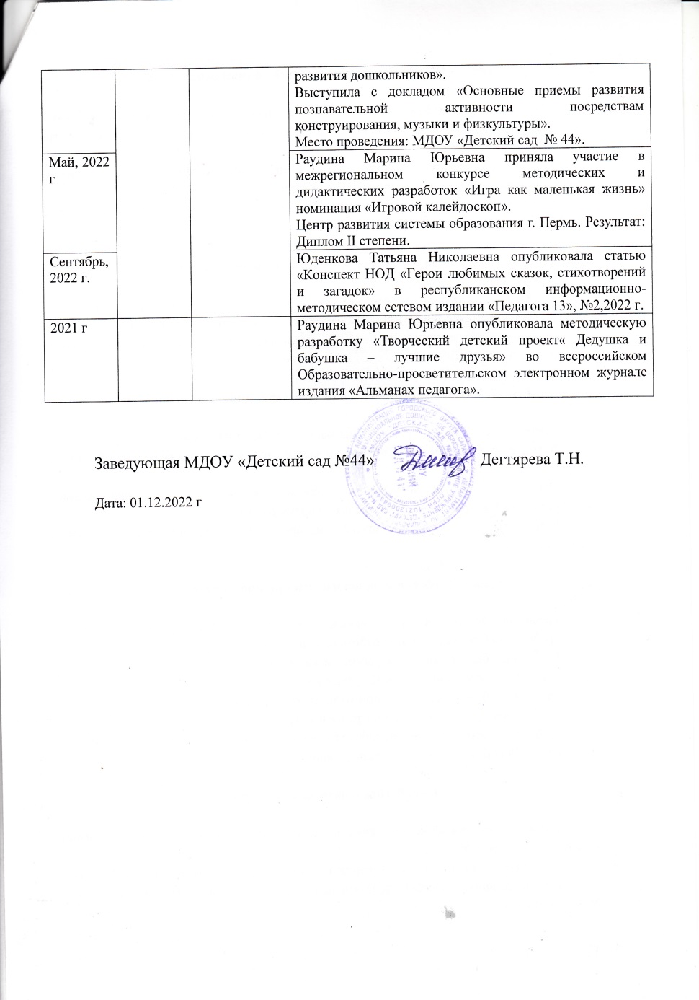 развития дошкольников».
Выступила с докладом «Основные приемы развития
познавательной активности посредствам
конструирования, музыки и физкультуры».
Место проведения: МДОУ «Детский сад № 44».
Май, 2022
г
Раудина Марина Юрьевна приняла участие в
межрегиональном конкурсе методических и
дидактических разработок «Игра как маленькая жизнь»
номинация «Игровой калейдоскоп».
Центр развития системы образования г. Пермь. Результат:
Диплом II степени.
Сентябрь,
2022 г.
Юденкова Татьяна Николаевна опубликовала статью
«Конспект НОД «Герои любимых сказок, стихотворений
и загадок» в республиканском информационно-
методическом сетевом издании «Педагога 13», №2,2022 г.
2021 г
Раудина Марина Юрьевна опубликовала методическую
разработку «Творческий детский проект« Дедушка и
бабушка – лучшие друзья» во всероссийском
Образовательно-просветительском электронном журнале
издания «Альманах педагога».
Заведующая МДОУ «Детский сад №44» Дегтярева Т.Н.
Дата: 01.12.2022 г